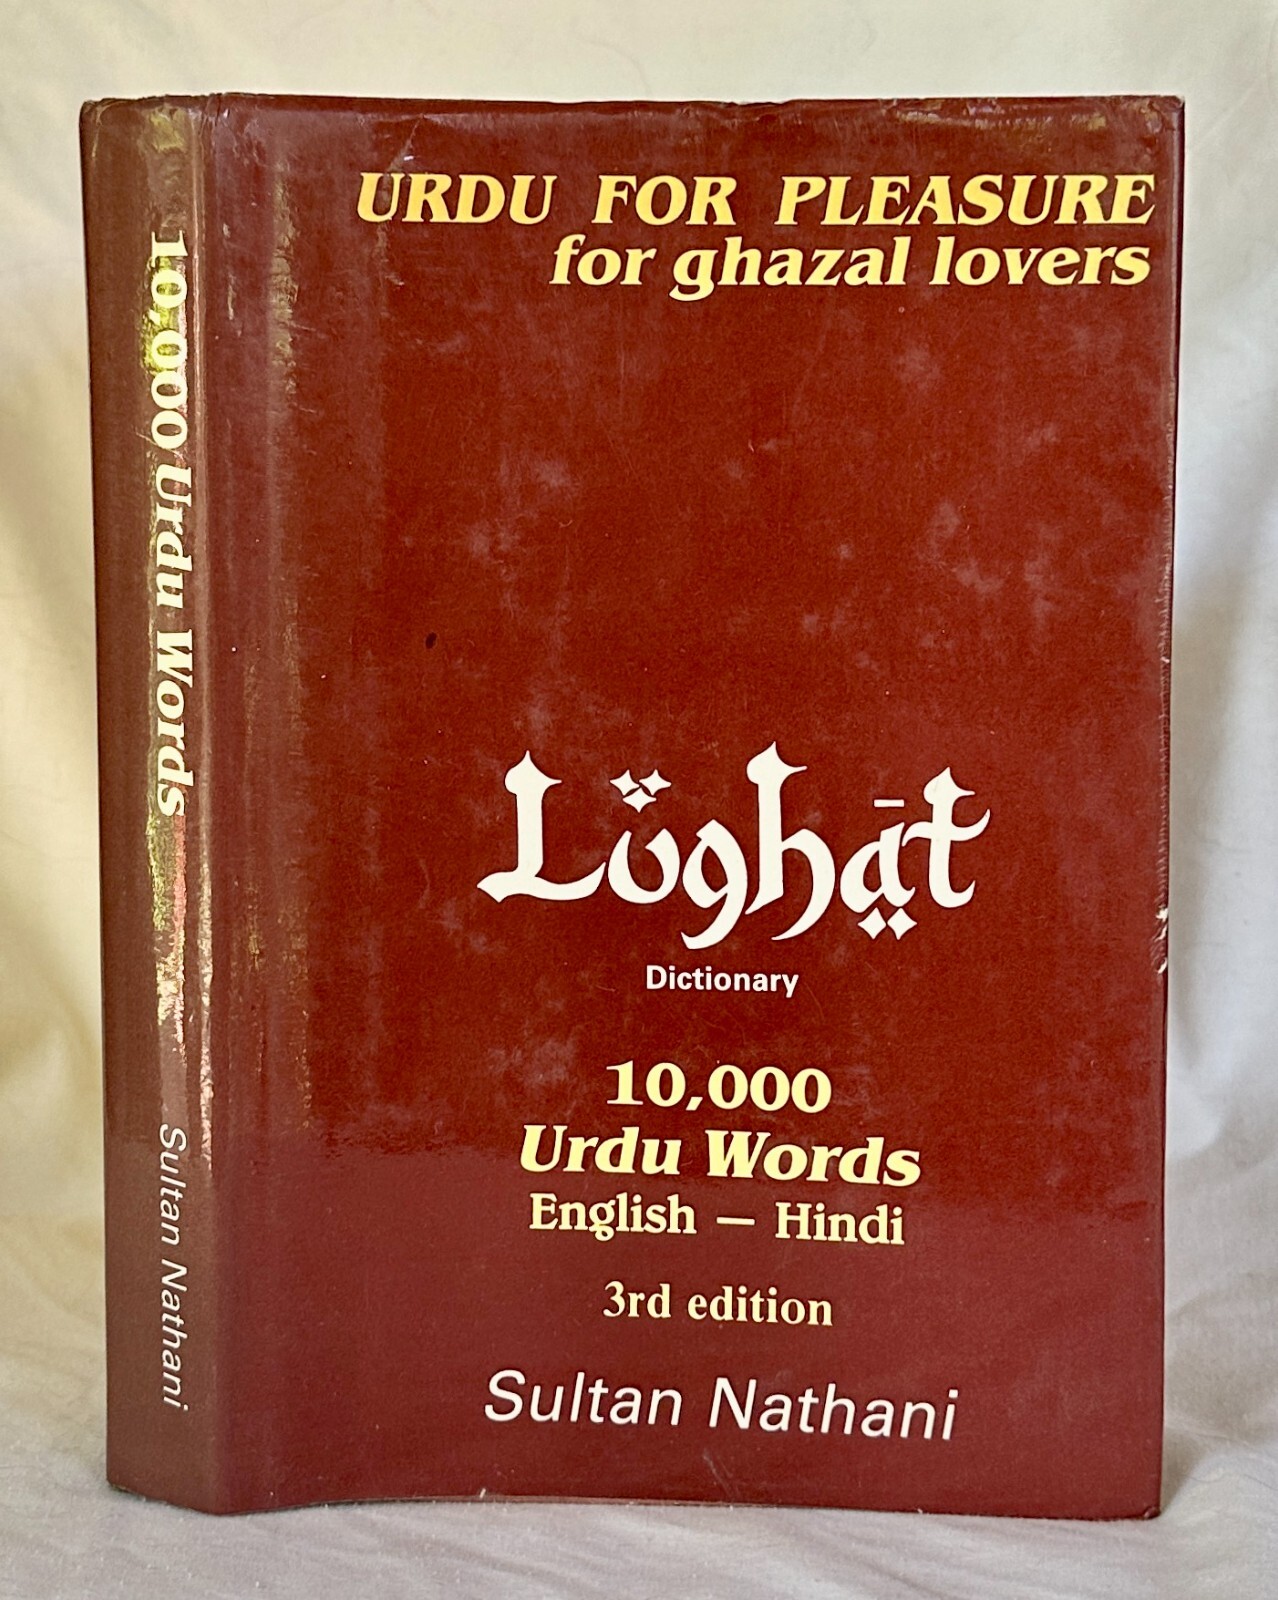 URDU FOR PLEASURE
for ghazal lovers
Lughāt
Dictionary
10,000
Urdu Words
English — Hindi
3rd edition
Sultan Nathani
10,000 Urdu Words
Sultan Nathani